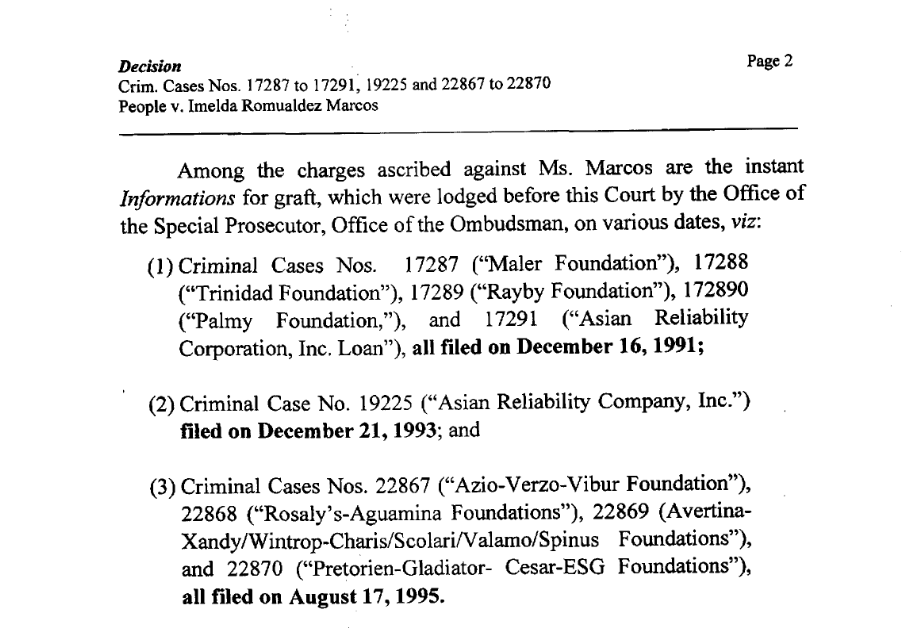 Decision
Page 2
Crim. Cases Nos. 17287 to 17291, 19225 and 22867 to 22870
People v. Imelda Romualdez Marcos
Among the charges ascribed against Ms. Marcos are the instant
Informations for graft, which were lodged before this Court by the Office of
the Special Prosecutor, Office of the Ombudsman, on various dates, viz:
(1) Criminal Cases Nos. 17287 (“Maler Foundation”), 17288
(“Trinidad Foundation”), 17289 (“Rayby Foundation”), 172890
(“Palmy Foundation,”), and 17291 (“Asian Reliability
Corporation, Inc. Loan”), all filed on December 16, 1991;
(2) Criminal Case No. 19225 (“Asian Reliability Company, Inc.”)
filed on December 21, 1993; and
(3) Criminal Cases Nos. 22867 (“Azio-Verzo-Vibur Foundation”),
22868 (“Rosaly’s-Aguamina Foundations”), 22869 (Avertina-
Xandy/Wintrop-Charis/Scolari/Valamo/Spinus Foundations”),
and 22870 (“Pretorien-Gladiator- Cesar-ESG Foundations”),
all filed on August 17, 1995.